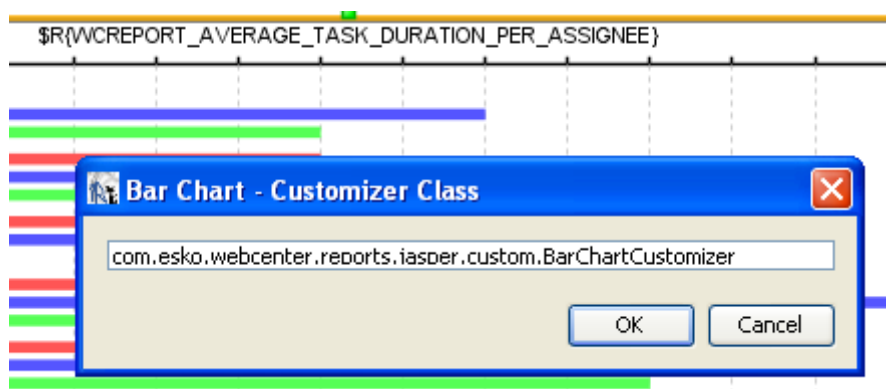 $R{WCREPORT_AVERAGE_TASK_DURATION_PER_ASSIGNEE}
Bar Chart - Customizer Class
com.esko.webcenter.reports.jasper.custom.BarChartCustomizer
OK
Cancel